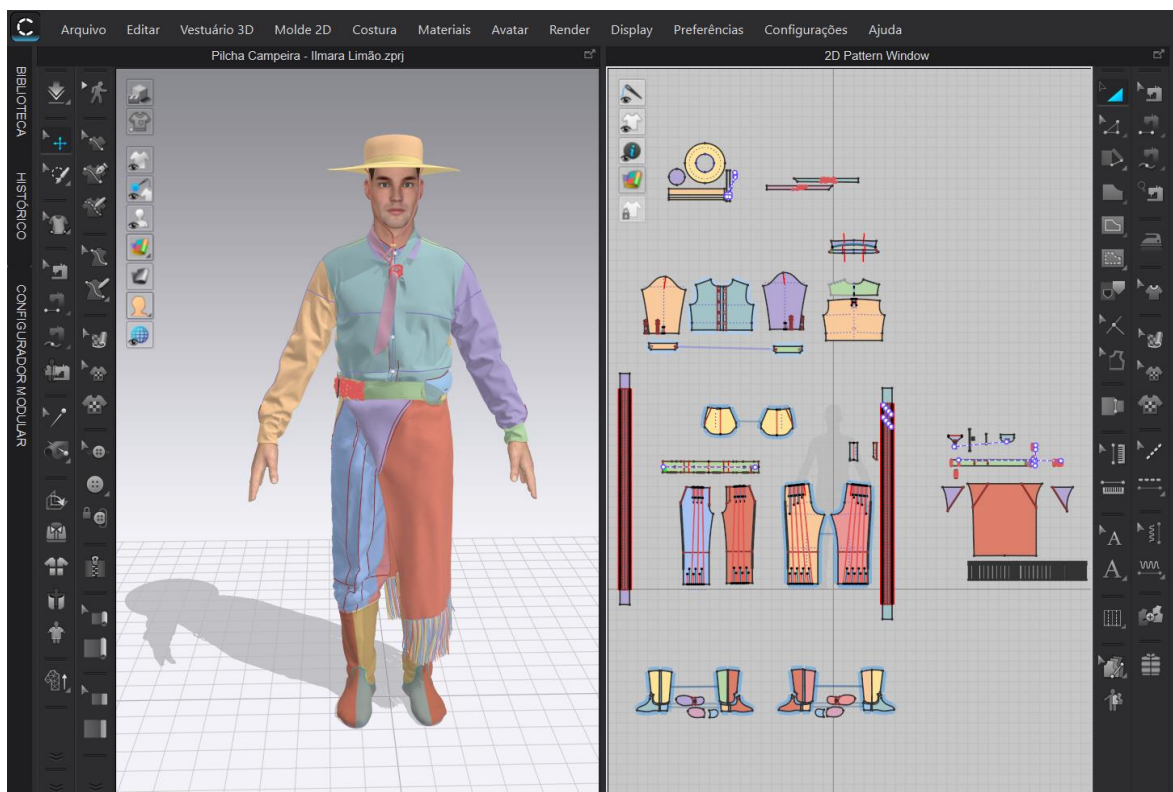 Arquivo Editar Vestuário 3D Molde 2D Costura Materiais Avatar Render Display Preferências Configurações Ajuda
Pilcha Campeira - Ilmara Limão.zprj
2D Pattern Window
BIBLIOTECA
HISTÓRICO
CONFIGURADOR MODULAR